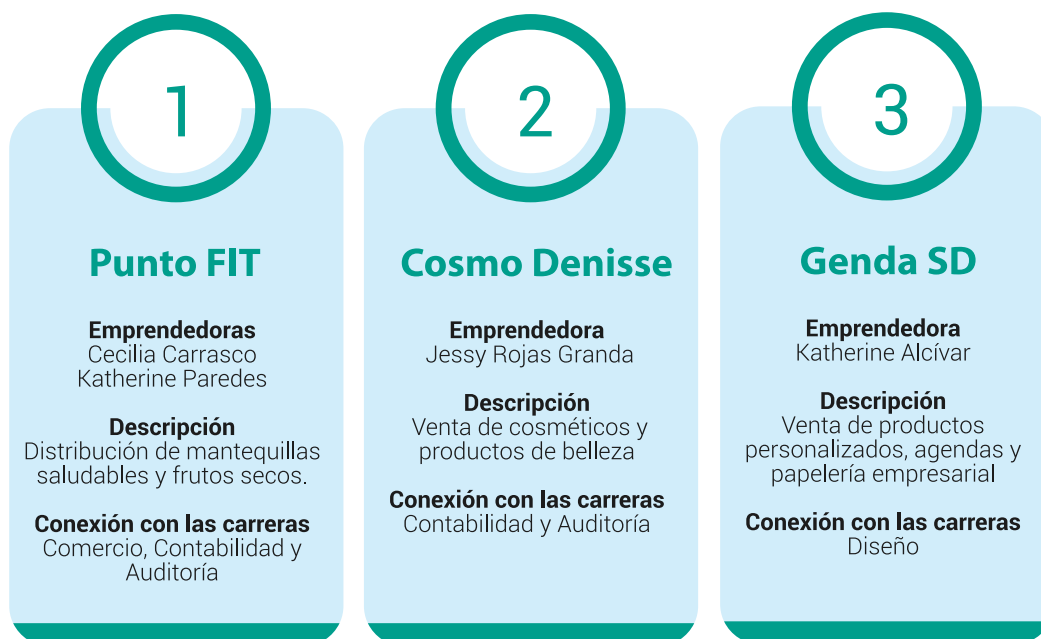 1
Punto FIT
Emprendedoras
Cecilia Carrasco
Katherine Paredes
Descripción
Distribución de mantequillas
saludables y frutos secos.
Conexión con las carreras
Comercio, Contabilidad y
Auditoría
2
Cosmo Denisse
Emprendedora
Jessy Rojas Granda
Descripción
Venta de cosméticos y
productos de belleza
Conexión con las carreras
Contabilidad y Auditoría
3
Genda SD
Emprendedora
Katherine Alcívar
Descripción
Venta de productos
personalizados, agendas y
papelería empresarial
Conexión con las carreras
Diseño